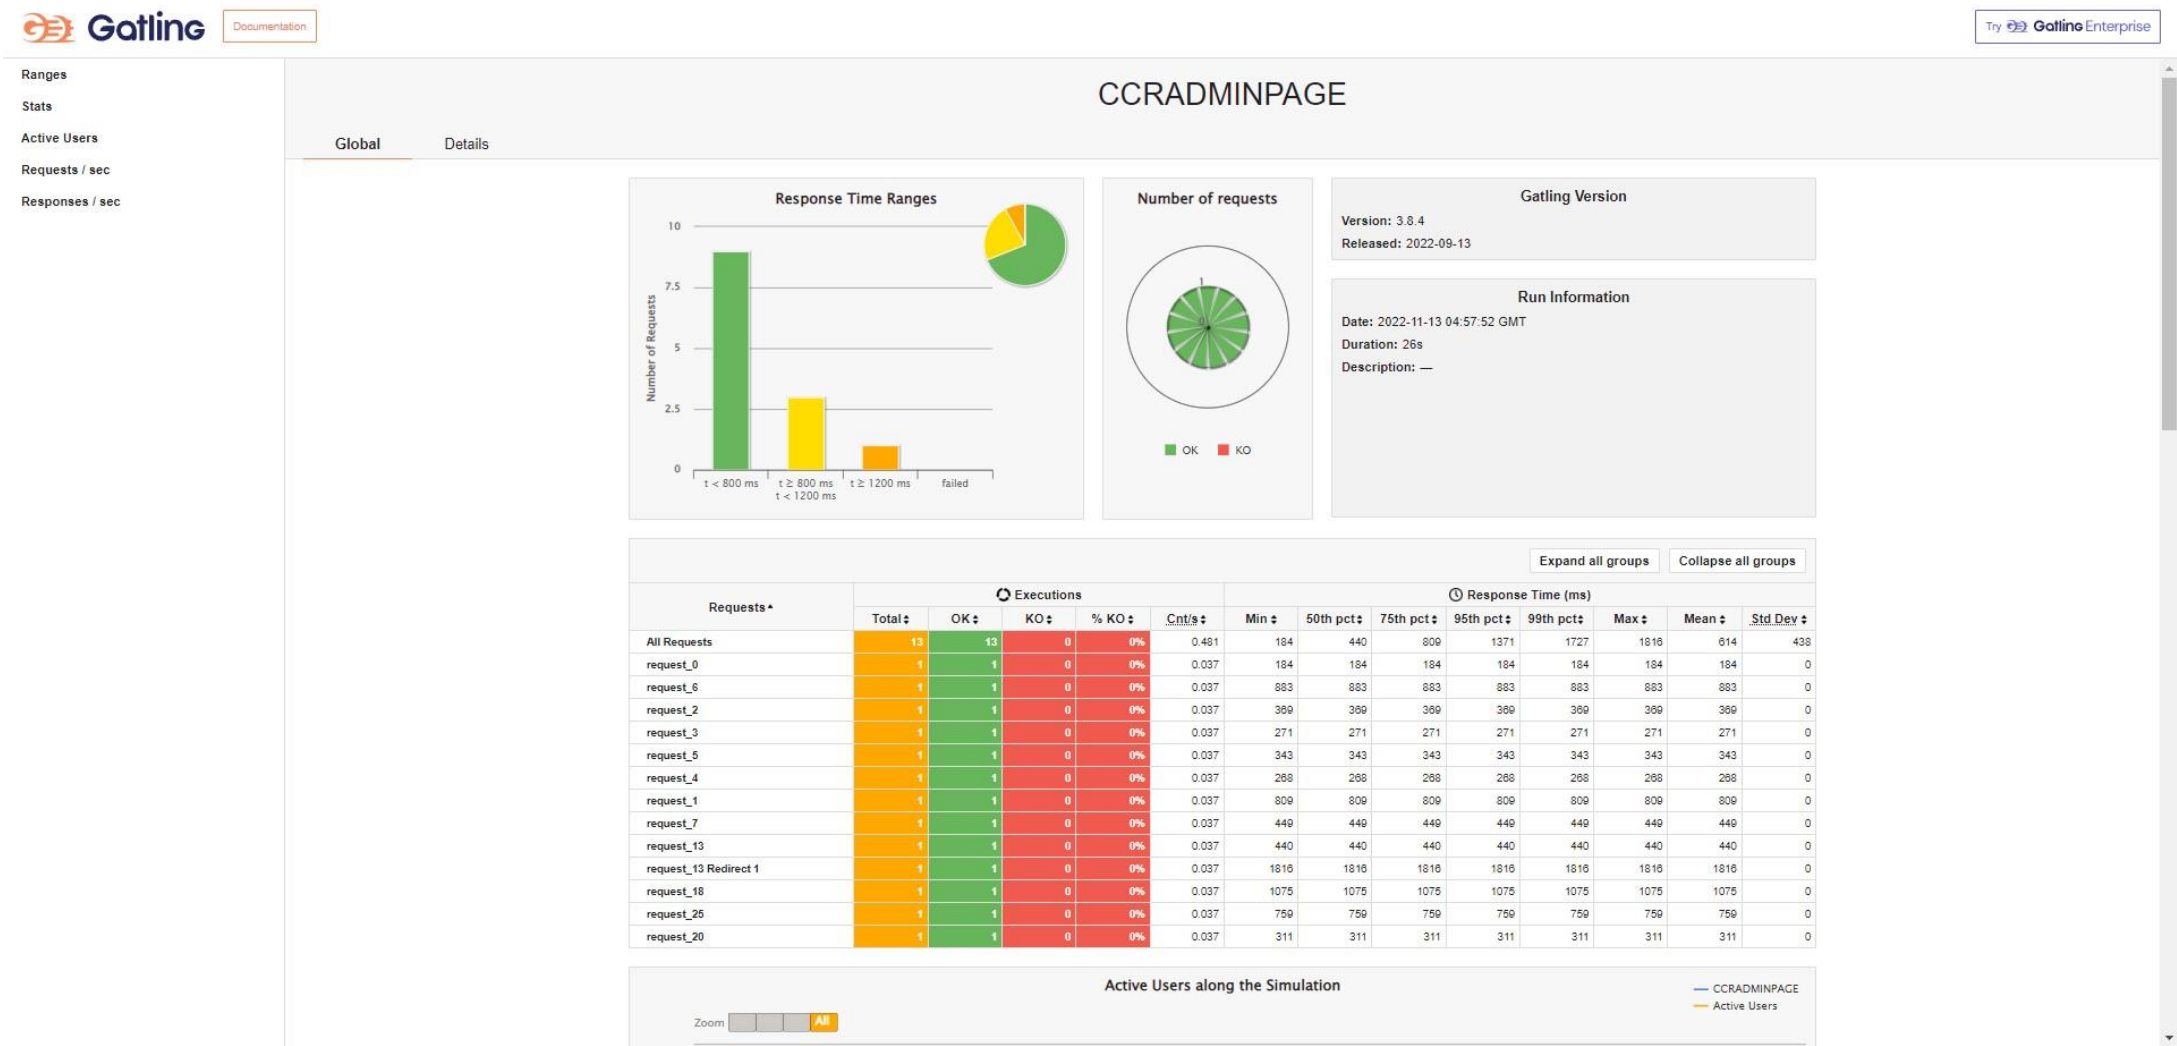 Gatling
Documentation
Try Gatling Enterprise
Ranges
Stats
Active Users
Requests / sec
Responses / sec
CCRADMINPAGE
Global Details
Response Time Ranges
Number of Requests
10
7.5
5
2.5
0
t < 800 ms
t ≥ 800 ms
t < 1200 ms
t ≥ 1200 ms
failed
Number of requests
1
0
OK KO
Gatling Version
Version: 3.8.4
Released: 2022-09-13
Run Information
Date: 2022-11-13 04:57:52 GMT
Duration: 26s
Description: —
Expand all groups Collapse all groups
Requests Executions Response Time (ms)
Total OK KO % KO Cnt/s Min 50th pct 75th pct 95th pct 99th pct Max Mean Std Dev
All Requests 13 13 0 0% 0.481 184 440 809 1371 1727 1816 614 438
request_0 1 1 0 0% 0.037 184 184 184 184 184 184 184 0
request_6 1 1 0 0% 0.037 883 883 883 883 883 883 883 0
request_2 1 1 0 0% 0.037 369 369 369 369 369 369 369 0
request_3 1 1 0 0% 0.037 271 271 271 271 271 271 271 0
request_5 1 1 0 0% 0.037 343 343 343 343 343 343 343 0
request_4 1 1 0 0% 0.037 268 268 268 268 268 268 268 0
request_1 1 1 0 0% 0.037 809 809 809 809 809 809 809 0
request_7 1 1 0 0% 0.037 449 449 449 449 449 449 449 0
request_13 1 1 0 0% 0.037 440 440 440 440 440 440 440 0
request_13 Redirect 1 1 1 0 0% 0.037 1816 1816 1816 1816 1816 1816 1816 0
request_18 1 1 0 0% 0.037 1075 1075 1075 1075 1075 1075 1075 0
request_25 1 1 0 0% 0.037 759 759 759 759 759 759 759 0
request_20 1 1 0 0% 0.037 311 311 311 311 311 311 311 0
Active Users along the Simulation
CCRADMINPAGE
Active Users
Zoom All